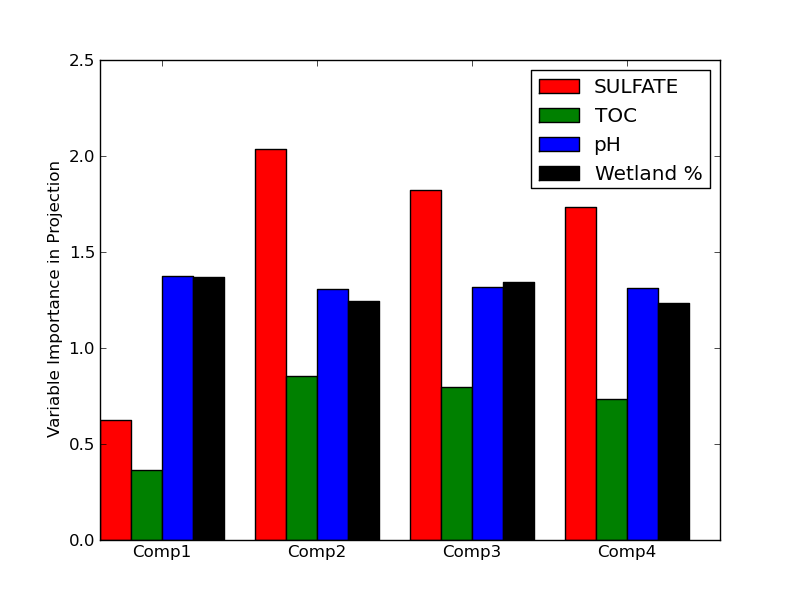 2.5
2.0
1.5
1.0
0.5
0.0
Variable Importance in Projection
SULFATE
TOC
pH
Wetland %
Comp1 Comp2 Comp3 Comp4